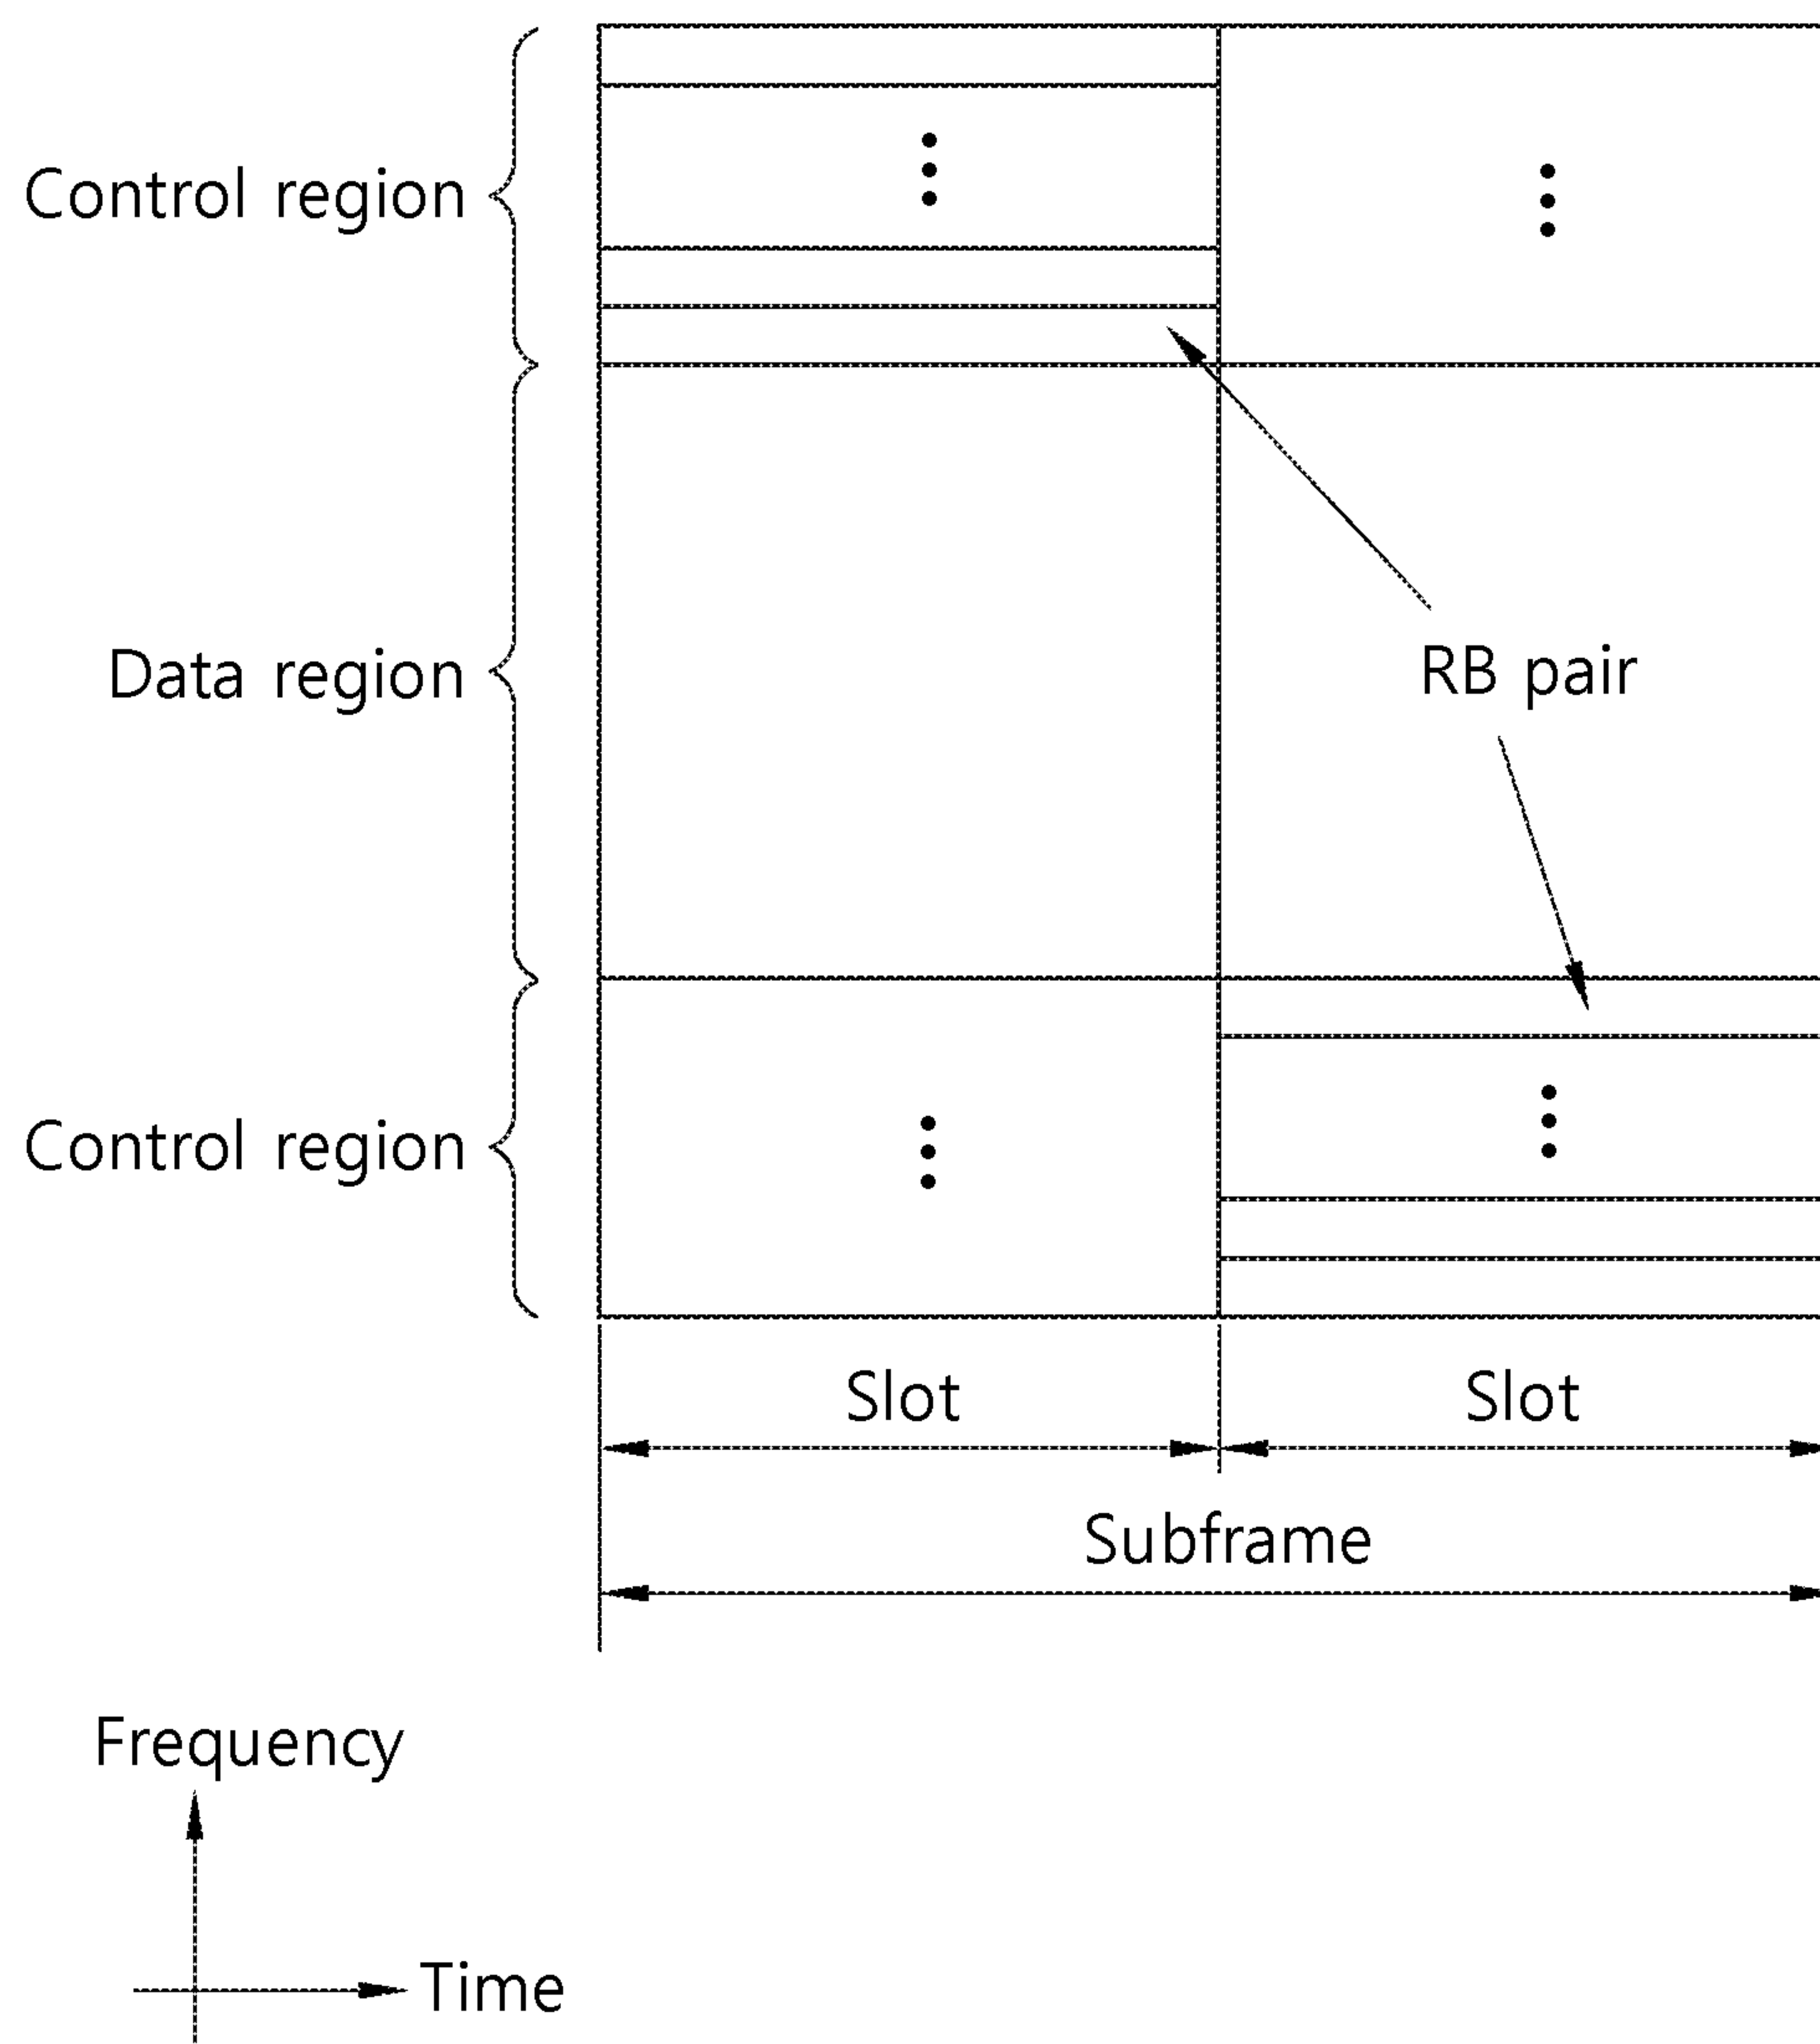 Control region
Data region
RB pair
Control region
Slot
Slot
Subframe
Frequency
Time